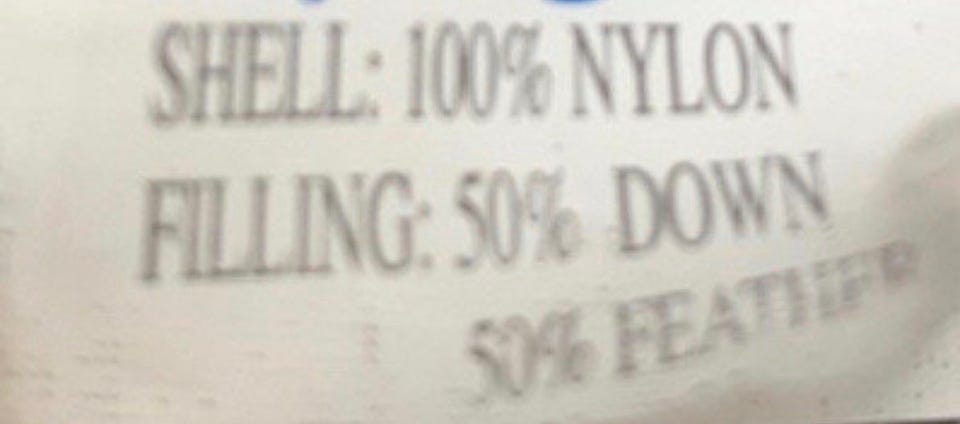 SHELL: 100% NYLON
FILLING: 50% DOWN
50% FEATHER